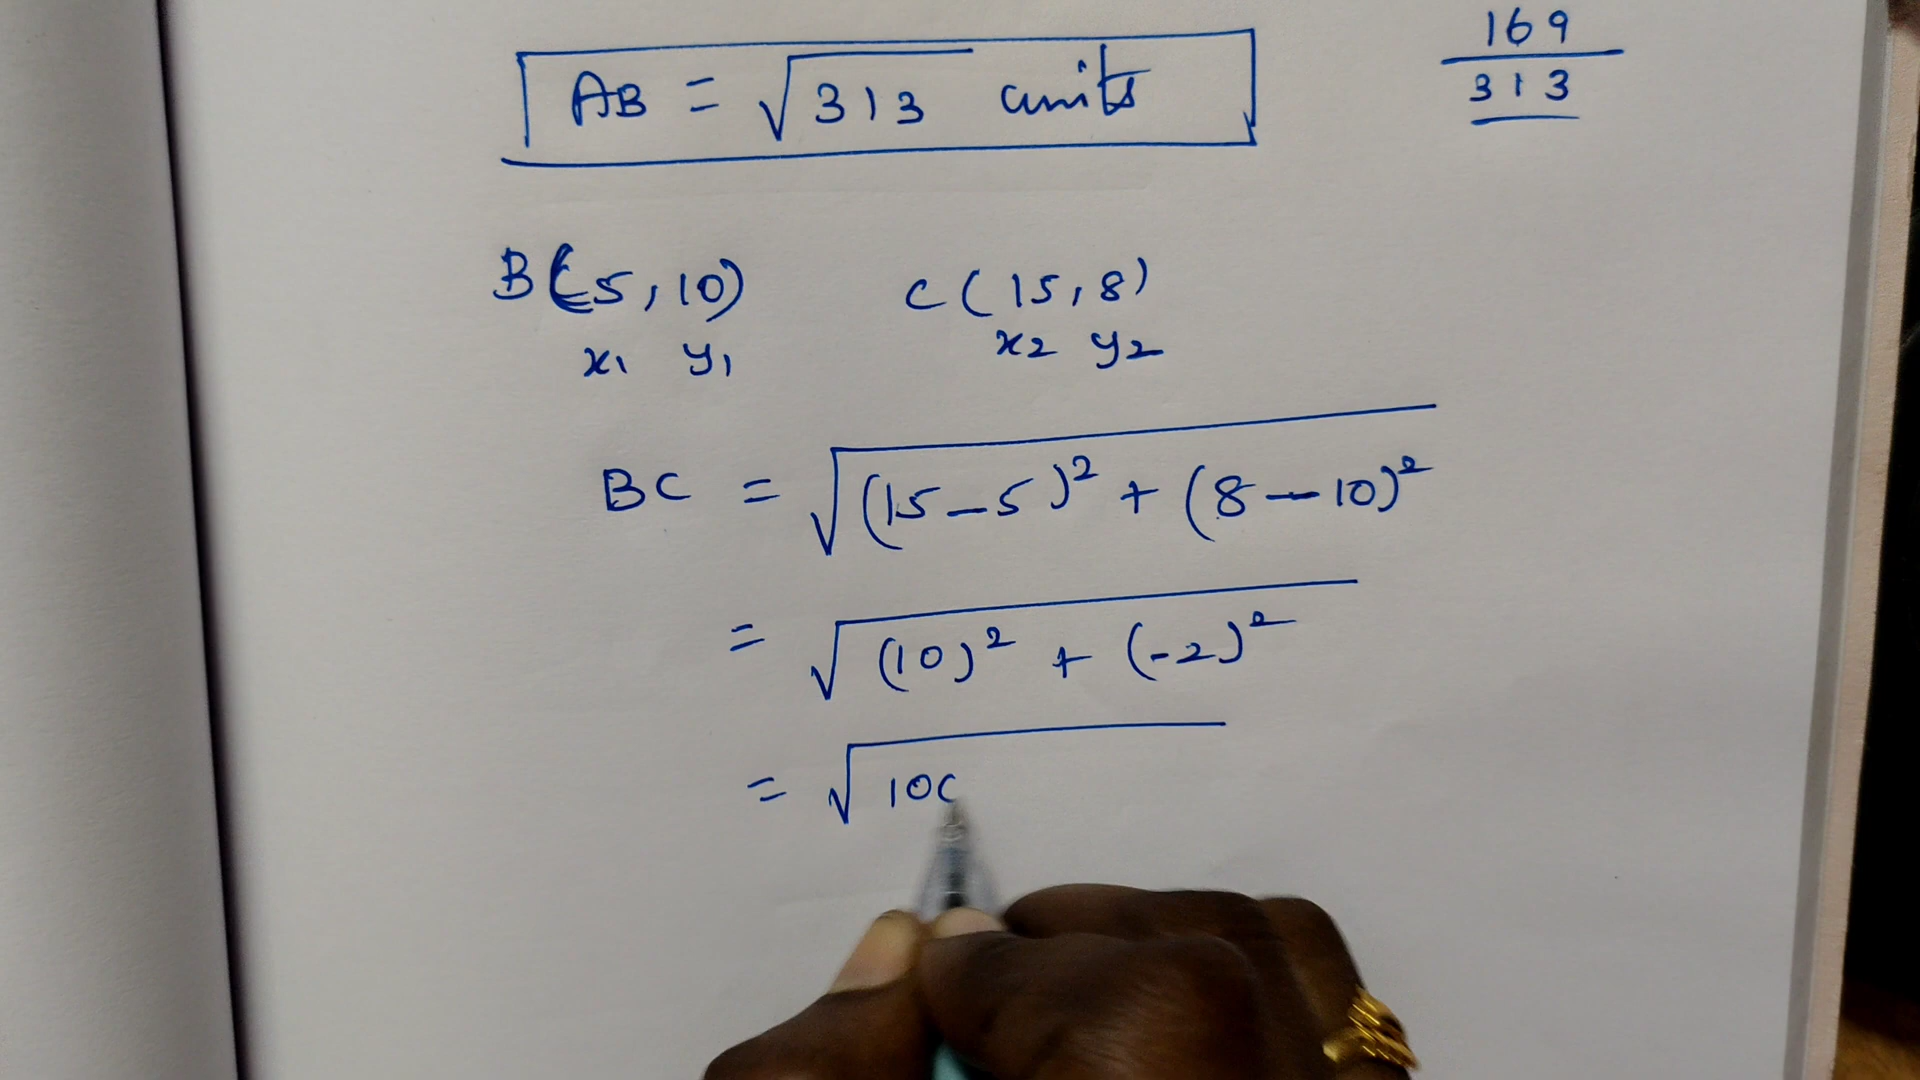 AB = √313 units
169
313
B(5, 10) C(15, 8)
x₁ y₁ x₂ y₂
BC = √(15-5)² + (8-10)²
= √(10)² + (-2)²
= √100